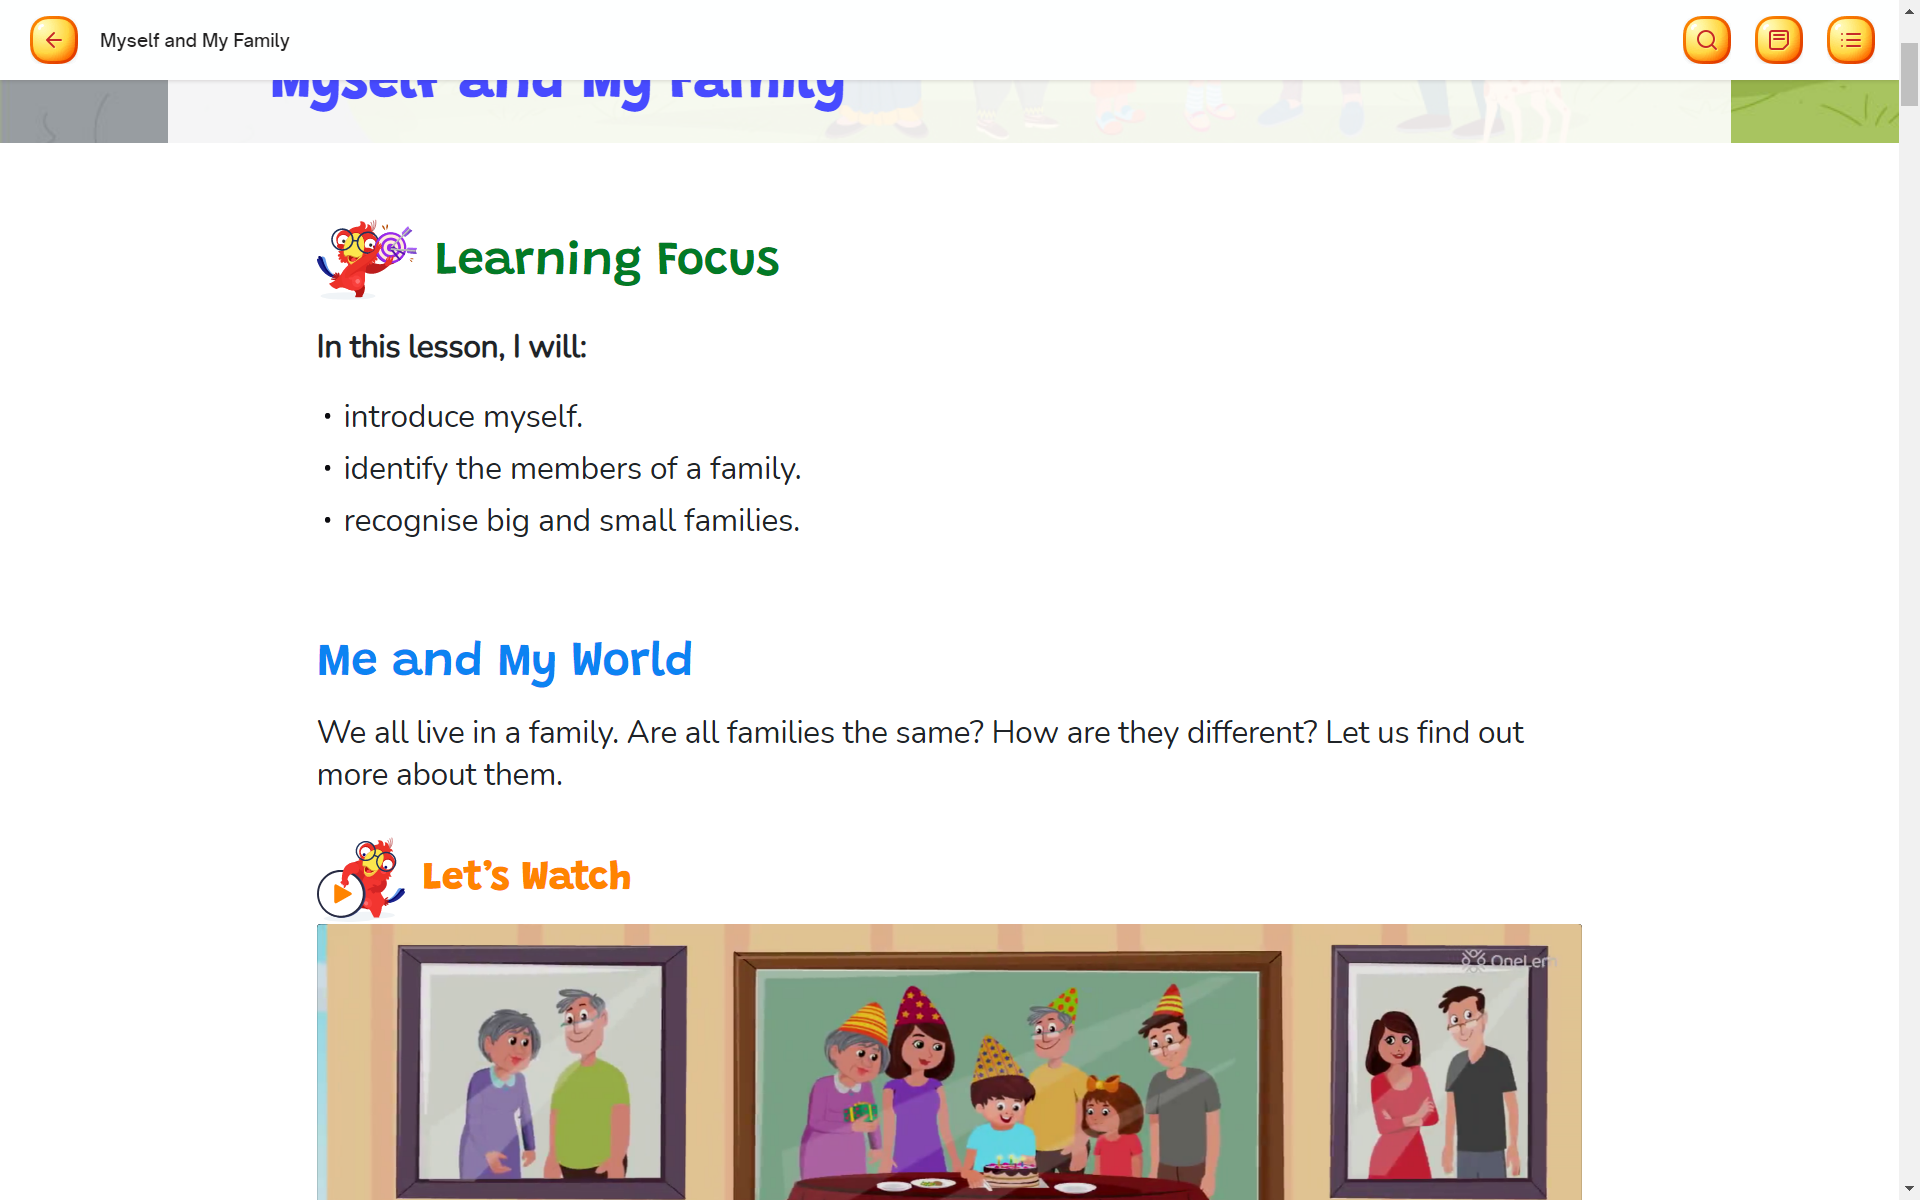 Myself and My Family
Myself and My Family
Learning Focus
In this lesson, I will:
• introduce myself.
• identify the members of a family.
• recognise big and small families.
Me and My World
We all live in a family. Are all families the same? How are they different? Let us find out
more about them.
Let's Watch
OneLern